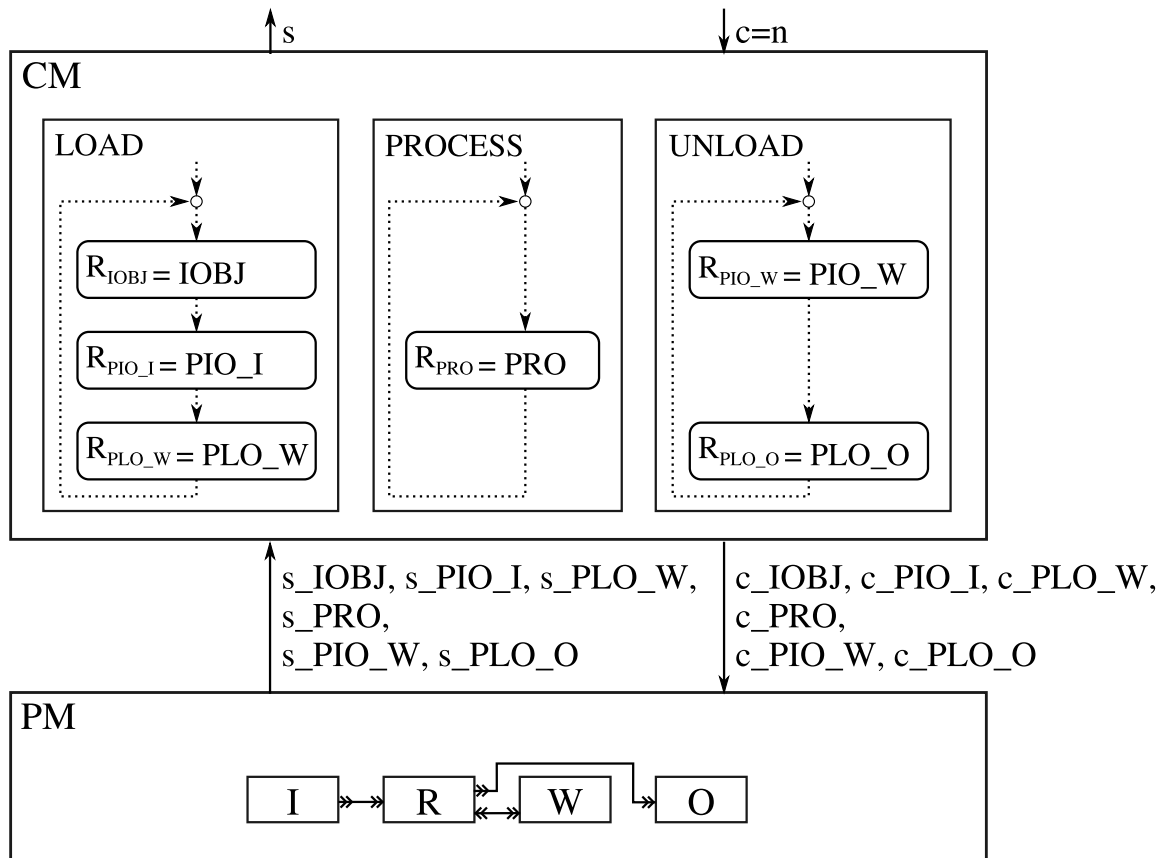 s
c=n
CM
LOAD
PROCESS
UNLOAD
R_IOBJ = IOBJ
R_PIO_W = PIO_W
R_PIO_I = PIO_I
R_PRO = PRO
R_PLO_W = PLO_W
R_PLO_O = PLO_O
s_IOBJ, s_PIO_I, s_PLO_W,
s_PRO,
s_PIO_W, s_PLO_O
c_IOBJ, c_PIO_I, c_PLO_W,
c_PRO,
c_PIO_W, c_PLO_O
PM
I
R
W
O